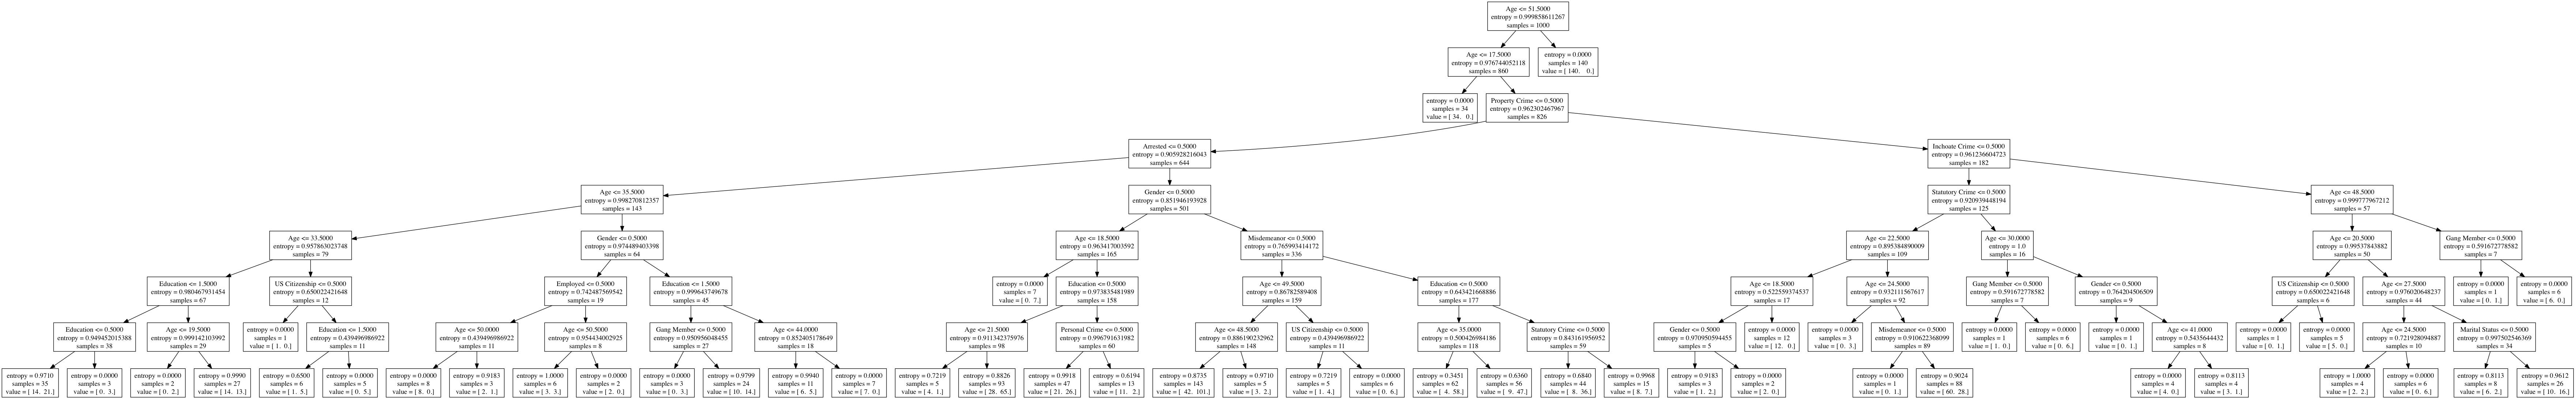 Age <= 51.5000
entropy = 0.999858611267
samples = 1000
Age <= 17.5000
entropy = 0.976744052118
samples = 860
entropy = 0.0000
samples = 140
value = [ 140. 0.]
entropy = 0.0000
samples = 34
value = [ 34. 0.]
Property Crime <= 0.5000
entropy = 0.962302467967
samples = 826
Arrested <= 0.5000
entropy = 0.905928216043
samples = 644
Inchoate Crime <= 0.5000
entropy = 0.961236604723
samples = 182
Age <= 35.5000
entropy = 0.998270812357
samples = 143
Gender <= 0.5000
entropy = 0.851946193928
samples = 501
Statutory Crime <= 0.5000
entropy = 0.920939448194
samples = 125
Age <= 48.5000
entropy = 0.999777967212
samples = 57
Age <= 33.5000
entropy = 0.957863023748
samples = 79
Gender <= 0.5000
entropy = 0.974489403398
samples = 64
Age <= 18.5000
entropy = 0.963417003592
samples = 165
Misdemeanor <= 0.5000
entropy = 0.765993414172
samples = 336
Age <= 22.5000
entropy = 0.895384890009
samples = 109
Age <= 30.0000
entropy = 1.0
samples = 16
Age <= 20.5000
entropy = 0.99537843882
samples = 50
Gang Member <= 0.5000
entropy = 0.591672778582
samples = 7
Education <= 1.5000
entropy = 0.980467931454
samples = 67
US Citizenship <= 0.5000
entropy = 0.650022421648
samples = 12
Employed <= 0.5000
entropy = 0.742487569542
samples = 19
Education <= 1.5000
entropy = 0.999643749678
samples = 45
entropy = 0.0000
samples = 7
value = [ 0. 7.]
Education <= 0.5000
entropy = 0.973835481989
samples = 158
Age <= 49.5000
entropy = 0.86782589408
samples = 159
Education <= 0.5000
entropy = 0.643421668886
samples = 177
Age <= 18.5000
entropy = 0.522559374537
samples = 17
Age <= 24.5000
entropy = 0.932111567617
samples = 92
Gang Member <= 0.5000
entropy = 0.591672778582
samples = 7
Gender <= 0.5000
entropy = 0.764204506509
samples = 9
US Citizenship <= 0.5000
entropy = 0.650022421648
samples = 6
Age <= 27.5000
entropy = 0.976020648237
samples = 44
entropy = 0.0000
samples = 1
value = [ 0. 1.]
entropy = 0.0000
samples = 6
value = [ 6. 0.]
Education <= 0.5000
entropy = 0.949452015388
samples = 38
Age <= 19.5000
entropy = 0.999142103992
samples = 29
entropy = 0.0000
samples = 1
value = [ 1. 0.]
Education <= 1.5000
entropy = 0.439496986922
samples = 11
Age <= 50.0000
entropy = 0.439496986922
samples = 11
Age <= 50.5000
entropy = 0.954434002925
samples = 8
Gang Member <= 0.5000
entropy = 0.950956048455
samples = 27
Age <= 44.0000
entropy = 0.852405178649
samples = 18
Age <= 21.5000
entropy = 0.911342375976
samples = 98
Personal Crime <= 0.5000
entropy = 0.996791631982
samples = 60
Age <= 48.5000
entropy = 0.886190232962
samples = 148
US Citizenship <= 0.5000
entropy = 0.439496986922
samples = 11
Age <= 35.0000
entropy = 0.500426984186
samples = 118
Statutory Crime <= 0.5000
entropy = 0.843161956952
samples = 59
Gender <= 0.5000
entropy = 0.970950594455
samples = 5
entropy = 0.0000
samples = 12
value = [ 12. 0.]
entropy = 0.0000
samples = 3
value = [ 0. 3.]
Misdemeanor <= 0.5000
entropy = 0.910622368099
samples = 89
entropy = 0.0000
samples = 1
value = [ 1. 0.]
entropy = 0.0000
samples = 6
value = [ 0. 6.]
entropy = 0.0000
samples = 1
value = [ 0. 1.]
Age <= 41.0000
entropy = 0.5435644432
samples = 8
entropy = 0.0000
samples = 1
value = [ 0. 1.]
entropy = 0.0000
samples = 5
value = [ 5. 0.]
Age <= 24.5000
entropy = 0.721928094887
samples = 10
Marital Status <= 0.5000
entropy = 0.997502546369
samples = 34
entropy = 0.9710
samples = 35
value = [ 14. 21.]
entropy = 0.0000
samples = 3
value = [ 0. 3.]
entropy = 0.0000
samples = 2
value = [ 0. 2.]
entropy = 0.9990
samples = 27
value = [ 14. 13.]
entropy = 0.6500
samples = 6
value = [ 1. 5.]
entropy = 0.0000
samples = 5
value = [ 0. 5.]
entropy = 0.0000
samples = 8
value = [ 8. 0.]
entropy = 0.9183
samples = 3
value = [ 2. 1.]
entropy = 1.0000
samples = 6
value = [ 3. 3.]
entropy = 0.0000
samples = 2
value = [ 2. 0.]
entropy = 0.0000
samples = 3
value = [ 0. 3.]
entropy = 0.9799
samples = 24
value = [ 10. 14.]
entropy = 0.9940
samples = 11
value = [ 6. 5.]
entropy = 0.0000
samples = 7
value = [ 7. 0.]
entropy = 0.7219
samples = 5
value = [ 4. 1.]
entropy = 0.8826
samples = 93
value = [ 28. 65.]
entropy = 0.9918
samples = 47
value = [ 21. 26.]
entropy = 0.6194
samples = 13
value = [ 11. 2.]
entropy = 0.8735
samples = 143
value = [ 42. 101.]
entropy = 0.9710
samples = 5
value = [ 3. 2.]
entropy = 0.7219
samples = 5
value = [ 1. 4.]
entropy = 0.0000
samples = 6
value = [ 0. 6.]
entropy = 0.3451
samples = 62
value = [ 4. 58.]
entropy = 0.6360
samples = 56
value = [ 9. 47.]
entropy = 0.6840
samples = 44
value = [ 8. 36.]
entropy = 0.9968
samples = 15
value = [ 8. 7.]
entropy = 0.9183
samples = 3
value = [ 1. 2.]
entropy = 0.0000
samples = 2
value = [ 2. 0.]
entropy = 0.0000
samples = 1
value = [ 0. 1.]
entropy = 0.9024
samples = 88
value = [ 60. 28.]
entropy = 0.0000
samples = 4
value = [ 4. 0.]
entropy = 0.8113
samples = 4
value = [ 3. 1.]
entropy = 1.0000
samples = 4
value = [ 2. 2.]
entropy = 0.0000
samples = 6
value = [ 0. 6.]
entropy = 0.8113
samples = 8
value = [ 6. 2.]
entropy = 0.9612
samples = 26
value = [ 10. 16.]